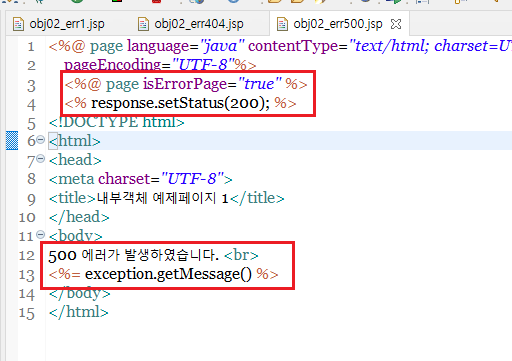 obj02_err1.jsp obj02_err404.jsp obj02_err500.jsp
1 <%@ page language="java" contentType="text/html; charset=U
2 pageEncoding="UTF-8"%>
3 <%@ page isErrorPage="true" %>
4 <% response.setStatus(200); %>
5 <!DOCTYPE html>
6 <html>
7 <head>
8 <meta charset="UTF-8">
9 <title>내부객체 예제페이지 1</title>
10 </head>
11 <body>
12 500 에러가 발생하였습니다. <br>
13 <%= exception.getMessage() %>
14 </body>
15 </html>